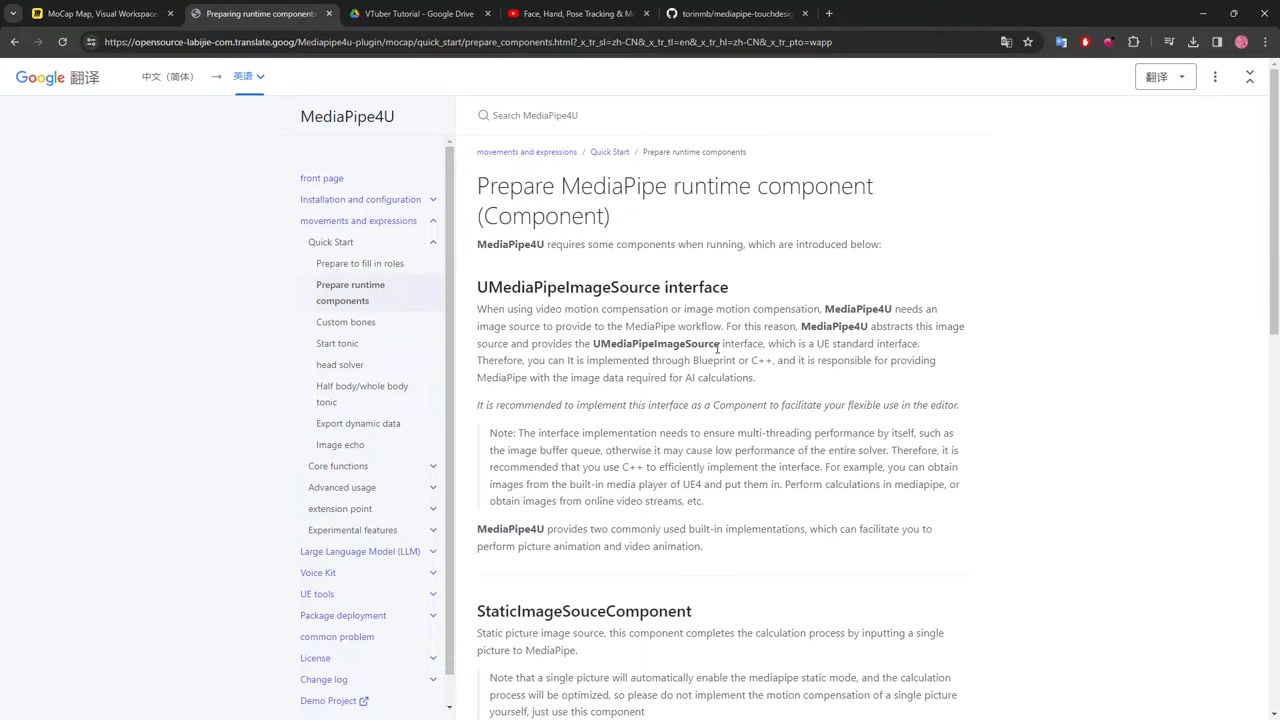 MoCap Map, Visual Workspace
Preparing runtime components
VTuber Tutorial - Google Drive
Face, Hand, Pose Tracking & M
torinmb/mediapipe-touchdesig
https://opensource-labijie-com.translate.goog/Mediapipe4u-plugin/mocap/quick_start/prepare_Components.html?_x_tr_sl=zh-CN&_x_tr_tl=en&_x_tr_hl=zh-CN&_x_tr_pto=wapp
Google 翻译
中文（简体）
英语
翻译
MediaPipe4U
Search MediaPipe4U
front page
Installation and configuration
movements and expressions
Quick Start
Prepare to fill in roles
Prepare runtime
components
Custom bones
Start tonic
head solver
Half body/whole body
tonic
Export dynamic data
Image echo
Core functions
Advanced usage
extension point
Experimental features
Large Language Model (LLM)
Voice Kit
UE tools
Package deployment
common problem
License
Change log
Demo Project
movements and expressions / Quick Start / Prepare runtime components
Prepare MediaPipe runtime component
(Component)
MediaPipe4U requires some components when running, which are introduced below:
UMediaPipeImageSource interface
When using video motion compensation or image motion compensation, MediaPipe4U needs an
image source to provide to the MediaPipe workflow. For this reason, MediaPipe4U abstracts this image
source and provides the UMediaPipeImageSource interface, which is a UE standard interface.
Therefore, you can It is implemented through Blueprint or C++, and it is responsible for providing
MediaPipe with the image data required for AI calculations.
It is recommended to implement this interface as a Component to facilitate your flexible use in the editor.
Note: The interface implementation needs to ensure multi-threading performance by itself, such as
the image buffer queue, otherwise it may cause low performance of the entire solver. Therefore, it is
recommended that you use C++ to efficiently implement the interface. For example, you can obtain
images from the built-in media player of UE4 and put them in. Perform calculations in mediapipe, or
obtain images from online video streams, etc.
MediaPipe4U provides two commonly used built-in implementations, which can facilitate you to
perform picture animation and video animation.
StaticImageSouceComponent
Static picture image source, this component completes the calculation process by inputting a single
picture to MediaPipe.
Note that a single picture will automatically enable the mediapipe static mode, and the calculation
process will be optimized, so please do not implement the motion compensation of a single picture
yourself, just use this component